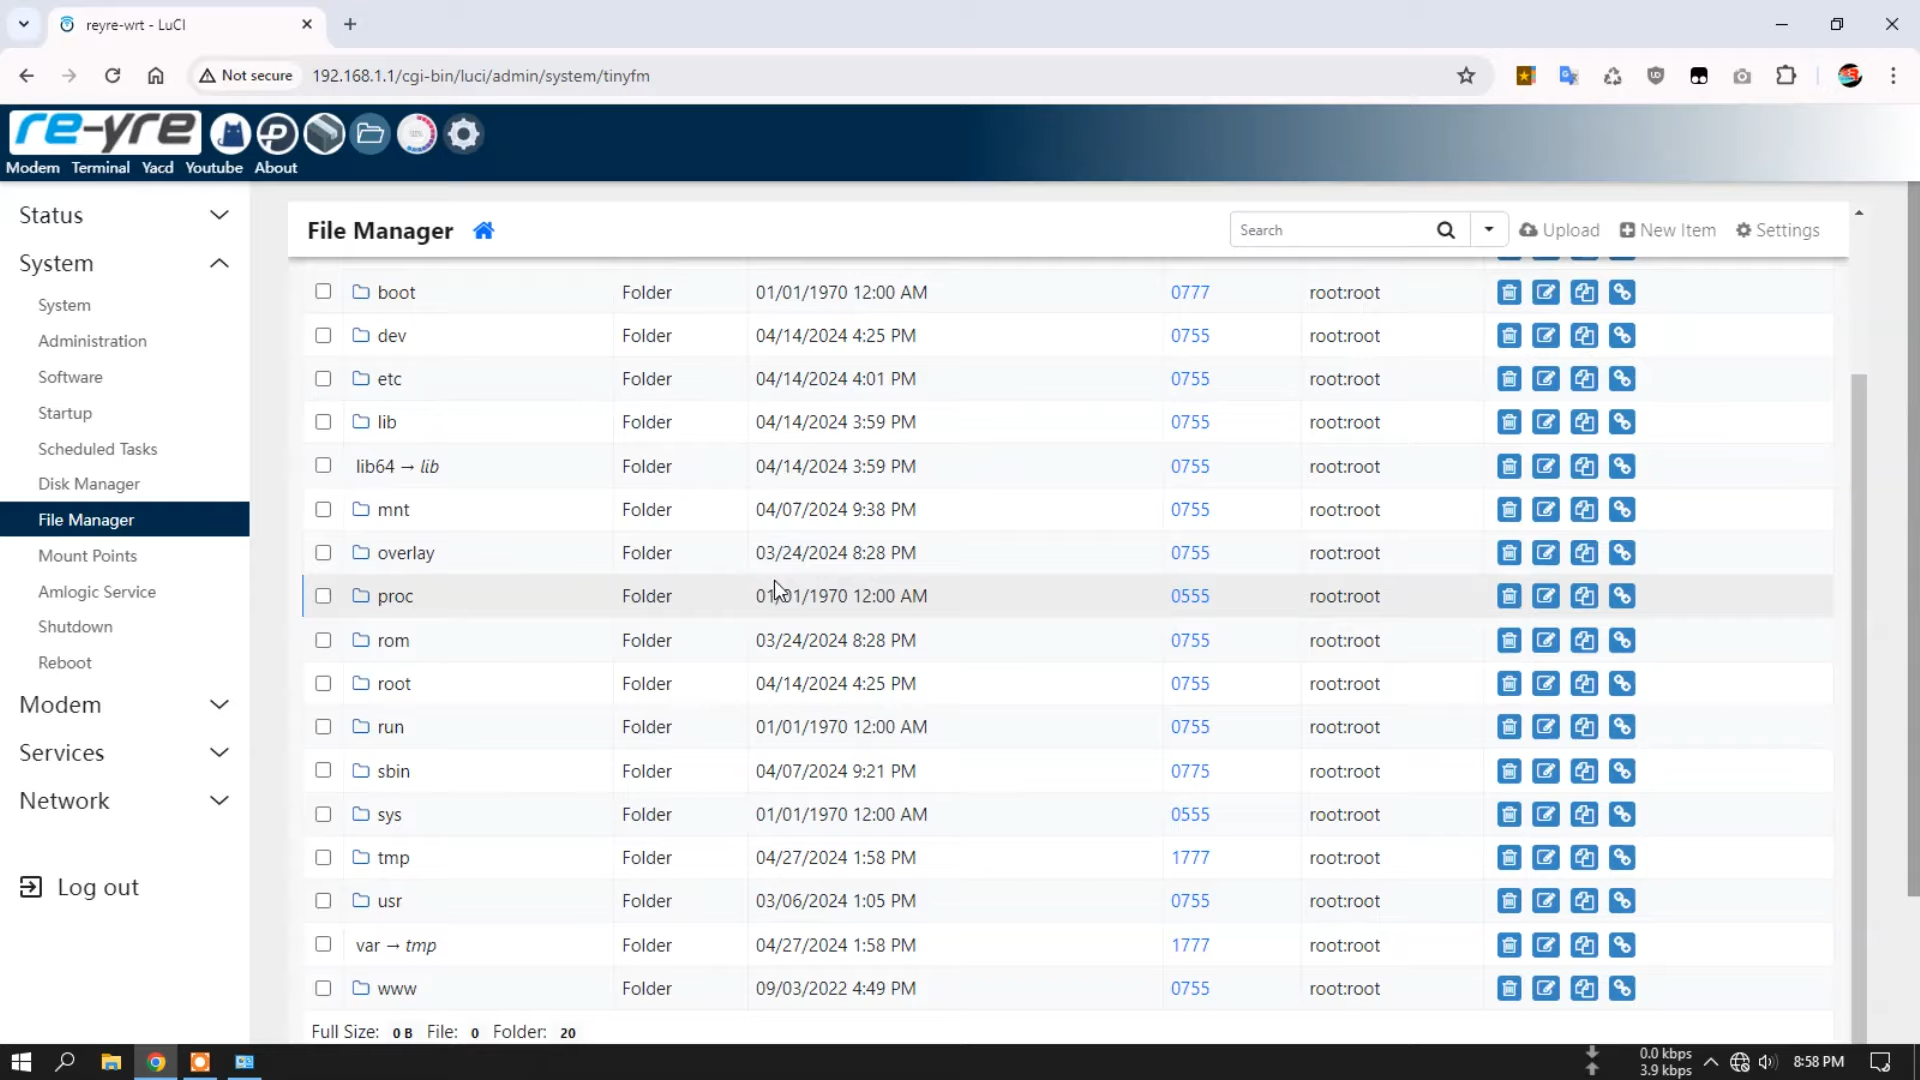 reyre-wrt - LuCI
Not secure
192.168.1.1/cgi-bin/luci/admin/system/tinyfm
re-yre
Modem Terminal Yacd Youtube About
Status
System
System
Administration
Software
Startup
Scheduled Tasks
Disk Manager
File Manager
Mount Points
Amlogic Service
Shutdown
Reboot
Modem
Services
Network
Log out
File Manager
Search
Upload
New Item
Settings
boot Folder 01/01/1970 12:00 AM 0777 root:root
dev Folder 04/14/2024 4:25 PM 0755 root:root
etc Folder 04/14/2024 4:01 PM 0755 root:root
lib Folder 04/14/2024 3:59 PM 0755 root:root
lib64 → lib Folder 04/14/2024 3:59 PM 0755 root:root
mnt Folder 04/07/2024 9:38 PM 0755 root:root
overlay Folder 03/24/2024 8:28 PM 0755 root:root
proc Folder 01/01/1970 12:00 AM 0555 root:root
rom Folder 03/24/2024 8:28 PM 0755 root:root
root Folder 04/14/2024 4:25 PM 0755 root:root
run Folder 01/01/1970 12:00 AM 0755 root:root
sbin Folder 04/07/2024 9:21 PM 0775 root:root
sys Folder 01/01/1970 12:00 AM 0555 root:root
tmp Folder 04/27/2024 1:58 PM 1777 root:root
usr Folder 03/06/2024 1:05 PM 0755 root:root
var → tmp Folder 04/27/2024 1:58 PM 1777 root:root
www Folder 09/03/2022 4:49 PM 0755 root:root
Full Size: 0 B File: 0 Folder: 20
0.0 kbps
3.9 kbps
8:58 PM